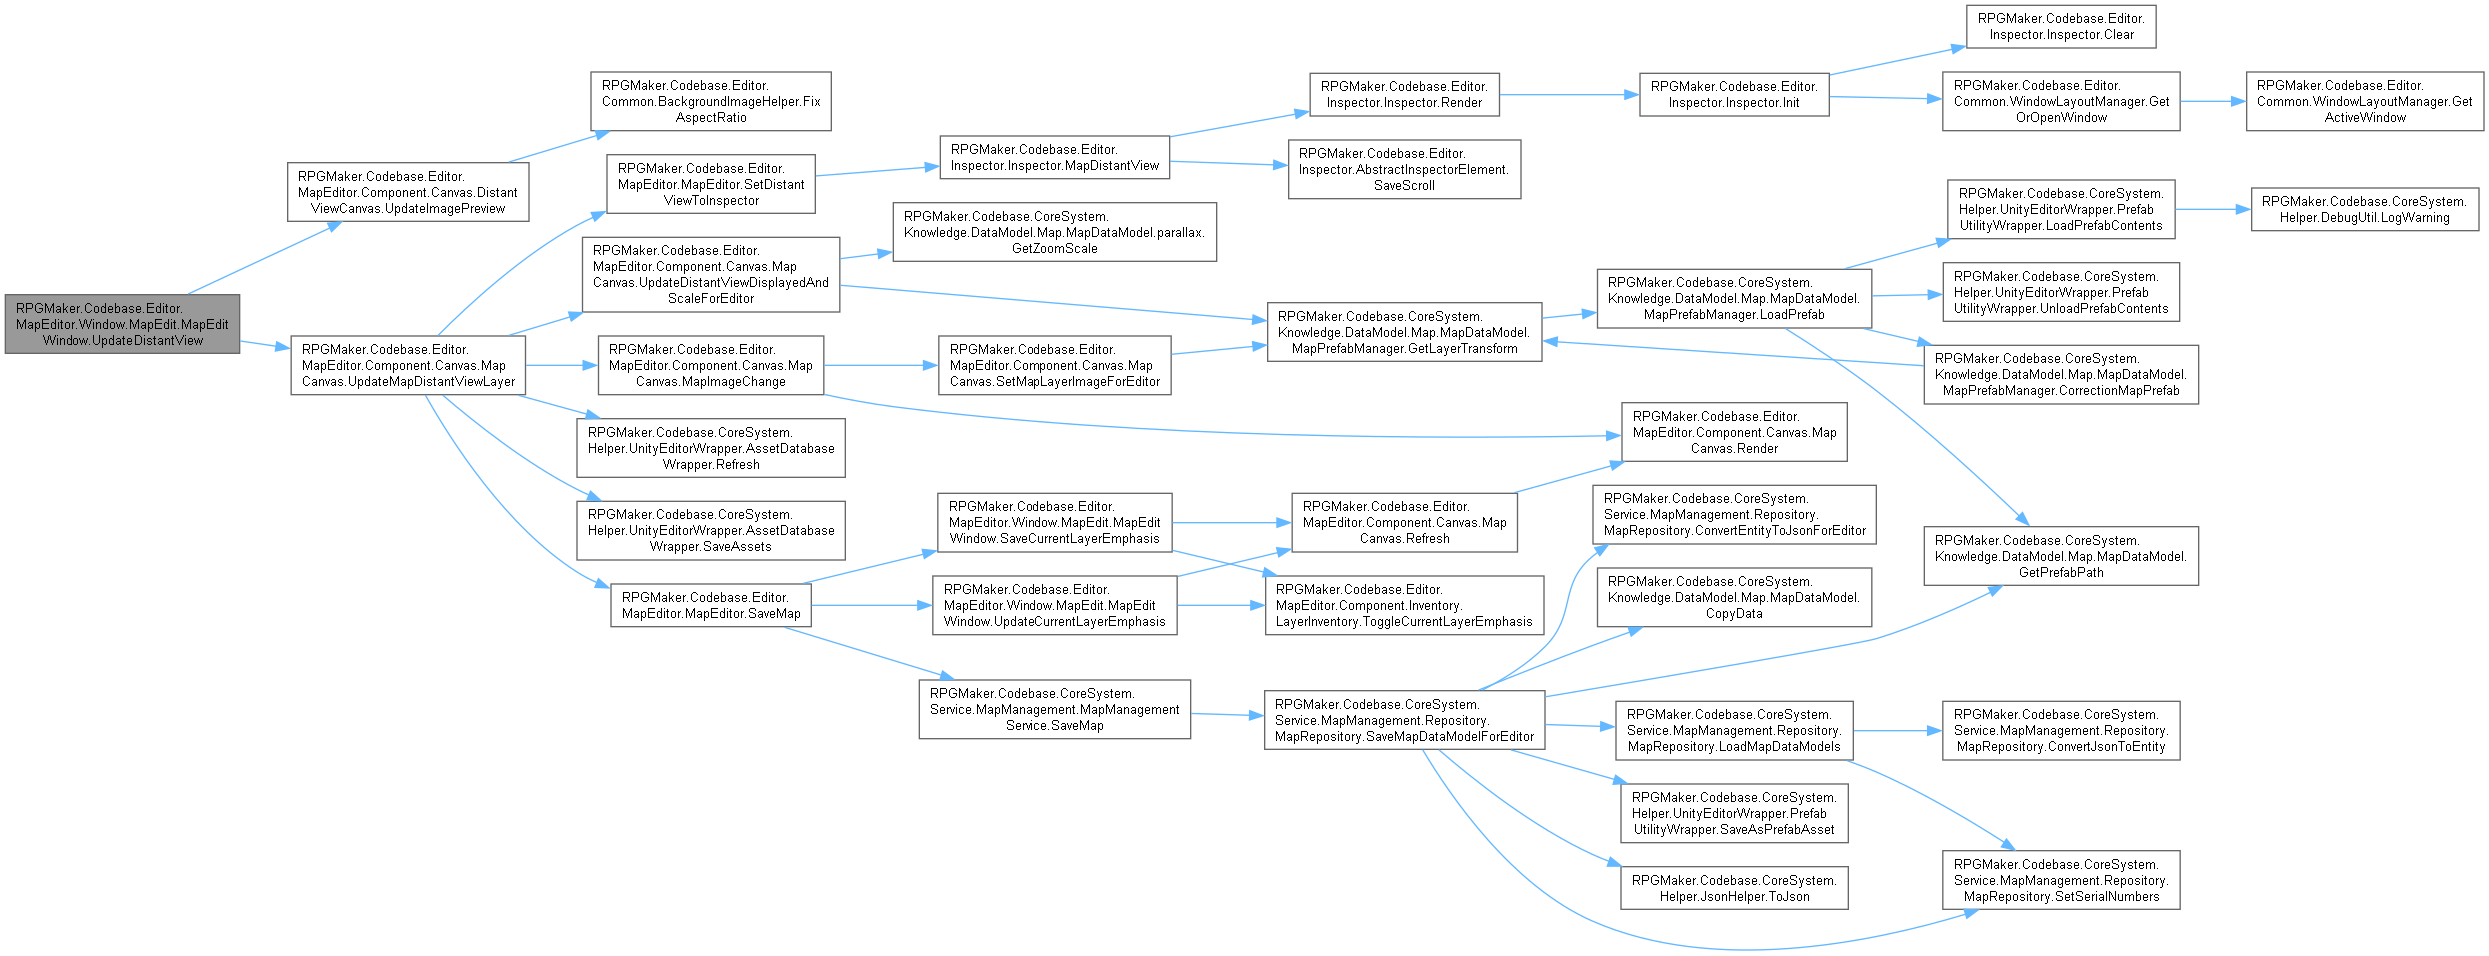 RPGMaker.Codebase.Editor.
MapEditor.Window.MapEdit.MapEdit
Window.UpdateDistantView
RPGMaker.Codebase.Editor.
MapEditor.Component.Canvas.Distant
ViewCanvas.UpdateImagePreview
RPGMaker.Codebase.Editor.
Common.BackgroundImageHelper.Fix
AspectRatio
RPGMaker.Codebase.Editor.
MapEditor.Component.Canvas.Map
Canvas.UpdateMapDistantViewLayer
RPGMaker.Codebase.Editor.
MapEditor.MapEditor.SetDistant
ViewToInspector
RPGMaker.Codebase.Editor.
Inspector.Inspector.MapDistantView
RPGMaker.Codebase.Editor.
Inspector.Inspector.Render
RPGMaker.Codebase.Editor.
Inspector.Inspector.Init
RPGMaker.Codebase.Editor.
Inspector.Inspector.Clear
RPGMaker.Codebase.Editor.
Common.WindowLayoutManager.Get
OrOpenWindow
RPGMaker.Codebase.Editor.
Common.WindowLayoutManager.Get
ActiveWindow
RPGMaker.Codebase.Editor.
Inspector.AbstractInspectorElement.
SaveScroll
RPGMaker.Codebase.Editor.
MapEditor.Component.Canvas.Map
Canvas.UpdateDistantViewDisplayedAnd
ScaleForEditor
RPGMaker.Codebase.CoreSystem.
Knowledge.DataModel.Map.MapDataModel.parallax.
GetZoomScale
RPGMaker.Codebase.CoreSystem.
Knowledge.DataModel.Map.MapDataModel.
MapPrefabManager.GetLayerTransform
RPGMaker.Codebase.CoreSystem.
Knowledge.DataModel.Map.MapDataModel.
MapPrefabManager.LoadPrefab
RPGMaker.Codebase.CoreSystem.
Helper.UnityEditorWrapper.Prefab
UtilityWrapper.LoadPrefabContents
RPGMaker.Codebase.CoreSystem.
Helper.DebugUtil.LogWarning
RPGMaker.Codebase.CoreSystem.
Helper.UnityEditorWrapper.Prefab
UtilityWrapper.UnloadPrefabContents
RPGMaker.Codebase.CoreSystem.
Knowledge.DataModel.Map.MapDataModel.
MapPrefabManager.CorrectionMapPrefab
RPGMaker.Codebase.CoreSystem.
Knowledge.DataModel.Map.MapDataModel.
GetPrefabPath
RPGMaker.Codebase.Editor.
MapEditor.Component.Canvas.Map
Canvas.MapImageChange
RPGMaker.Codebase.Editor.
MapEditor.Component.Canvas.Map
Canvas.SetMapLayerImageForEditor
RPGMaker.Codebase.Editor.
MapEditor.Component.Canvas.Map
Canvas.Render
RPGMaker.Codebase.CoreSystem.
Helper.UnityEditorWrapper.AssetDatabase
Wrapper.Refresh
RPGMaker.Codebase.CoreSystem.
Helper.UnityEditorWrapper.AssetDatabase
Wrapper.SaveAssets
RPGMaker.Codebase.Editor.
MapEditor.MapEditor.SaveMap
RPGMaker.Codebase.Editor.
MapEditor.Window.MapEdit.MapEdit
Window.SaveCurrentLayerEmphasis
RPGMaker.Codebase.Editor.
MapEditor.Component.Canvas.Map
Canvas.Refresh
RPGMaker.Codebase.Editor.
MapEditor.Window.MapEdit.MapEdit
Window.UpdateCurrentLayerEmphasis
RPGMaker.Codebase.Editor.
MapEditor.Component.Inventory.
LayerInventory.ToggleCurrentLayerEmphasis
RPGMaker.Codebase.CoreSystem.
Service.MapManagement.MapManagement
Service.SaveMap
RPGMaker.Codebase.CoreSystem.
Service.MapManagement.Repository.
MapRepository.SaveMapDataModelForEditor
RPGMaker.Codebase.CoreSystem.
Service.MapManagement.Repository.
MapRepository.ConvertEntityToJsonForEditor
RPGMaker.Codebase.CoreSystem.
Knowledge.DataModel.Map.MapDataModel.
CopyData
RPGMaker.Codebase.CoreSystem.
Service.MapManagement.Repository.
MapRepository.LoadMapDataModels
RPGMaker.Codebase.CoreSystem.
Service.MapManagement.Repository.
MapRepository.ConvertJsonToEntity
RPGMaker.Codebase.CoreSystem.
Helper.UnityEditorWrapper.Prefab
UtilityWrapper.SaveAsPrefabAsset
RPGMaker.Codebase.CoreSystem.
Helper.JsonHelper.ToJson
RPGMaker.Codebase.CoreSystem.
Service.MapManagement.Repository.
MapRepository.SetSerialNumbers